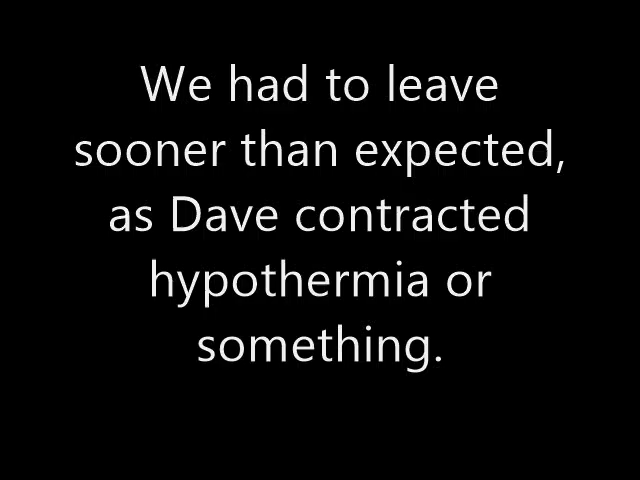 We had to leave
sooner than expected,
as Dave contracted
hypothermia or
something.